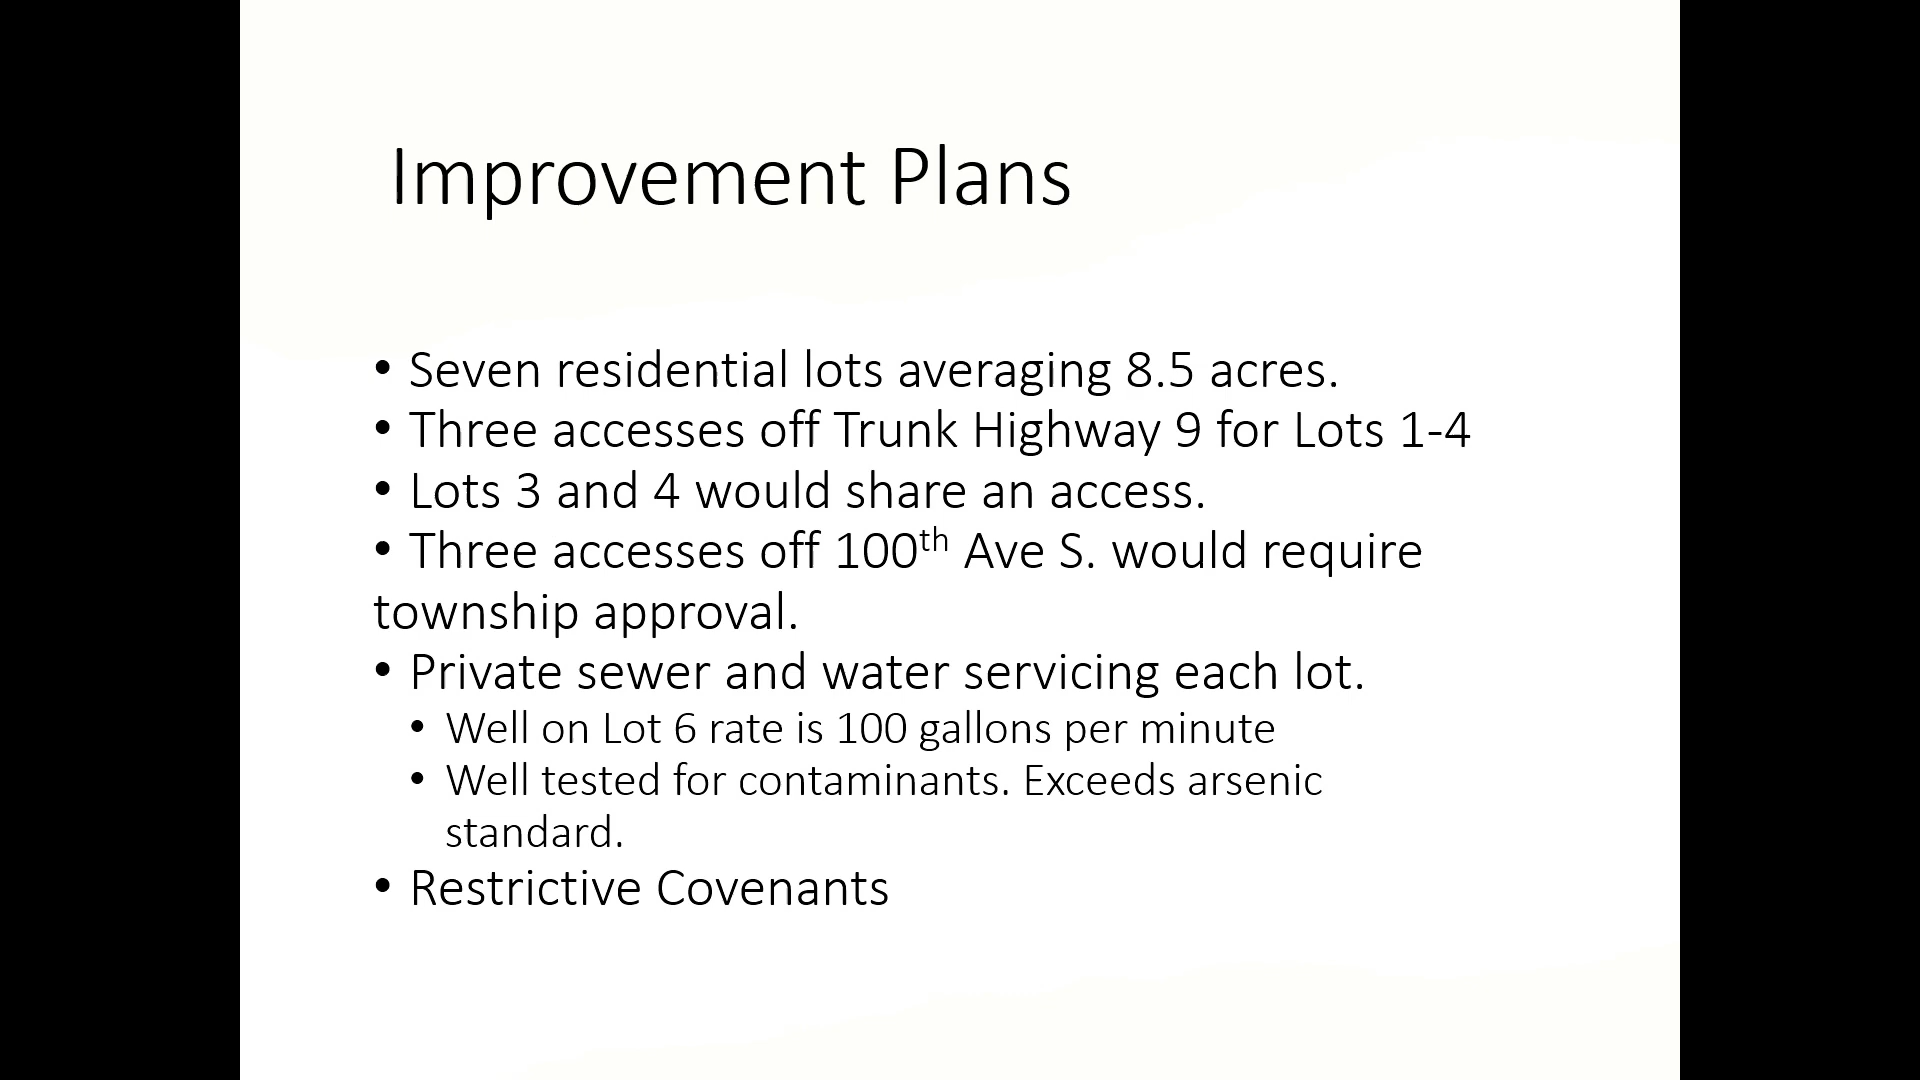 Improvement Plans
• Seven residential lots averaging 8.5 acres.
• Three accesses off Trunk Highway 9 for Lots 1-4
• Lots 3 and 4 would share an access.
• Three accesses off 100th Ave S. would require
township approval.
• Private sewer and water servicing each lot.
• Well on Lot 6 rate is 100 gallons per minute
• Well tested for contaminants. Exceeds arsenic
standard.
• Restrictive Covenants